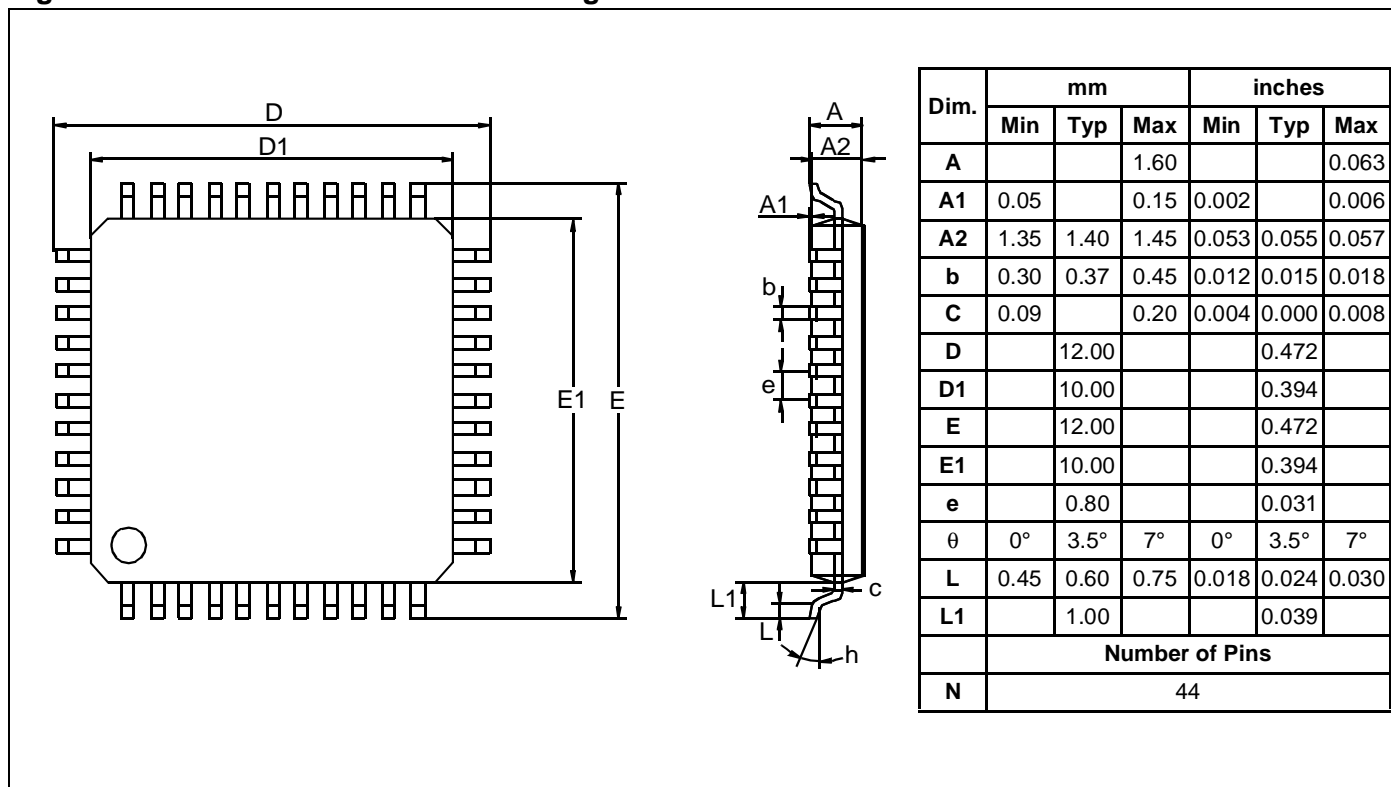 D
D1
E1
E
A
A2
A1
b
e
L1
L
c
h
Dim. mm inches
Min Typ Max Min Typ Max
A 1.60 0.063
A1 0.05 0.15 0.002 0.006
A2 1.35 1.40 1.45 0.053 0.055 0.057
b 0.30 0.37 0.45 0.012 0.015 0.018
C 0.09 0.20 0.004 0.000 0.008
D 12.00 0.472
D1 10.00 0.394
E 12.00 0.472
E1 10.00 0.394
e 0.80 0.031
θ 0° 3.5° 7° 0° 3.5° 7°
L 0.45 0.60 0.75 0.018 0.024 0.030
L1 1.00 0.039
Number of Pins
N 44